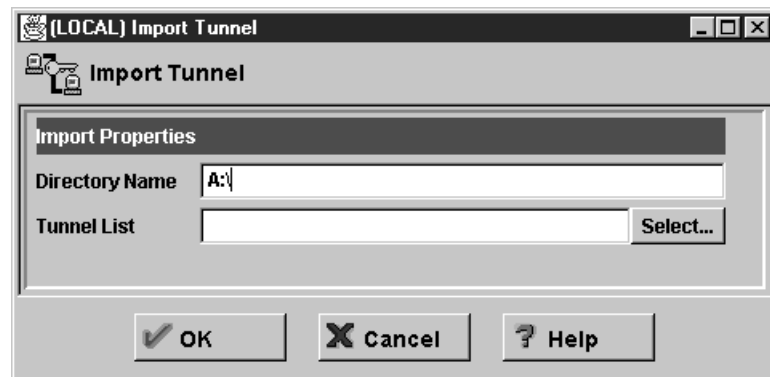 (LOCAL) Import Tunnel
Import Tunnel
Import Properties
Directory Name A:\
Tunnel List Select...
OK Cancel Help